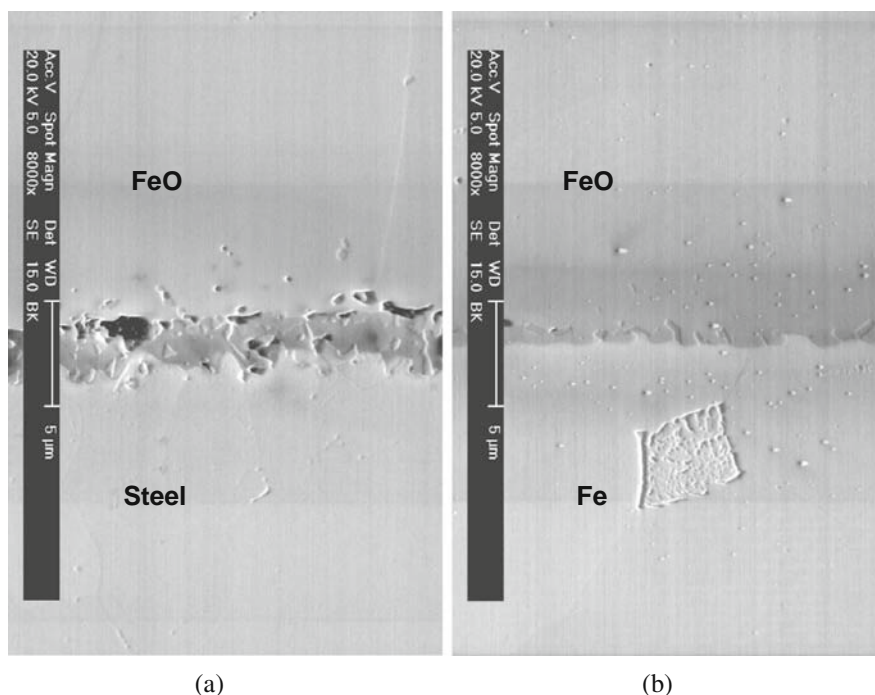 Acc.V Spot Magn Det WD
20.0 kV 5.0 8000x SE 15.0 BK
5 µm
FeO
Steel
(a)
Acc.V Spot Magn Det WD
20.0 kV 5.0 8000x SE 15.0 BK
5 µm
FeO
Fe
(b)